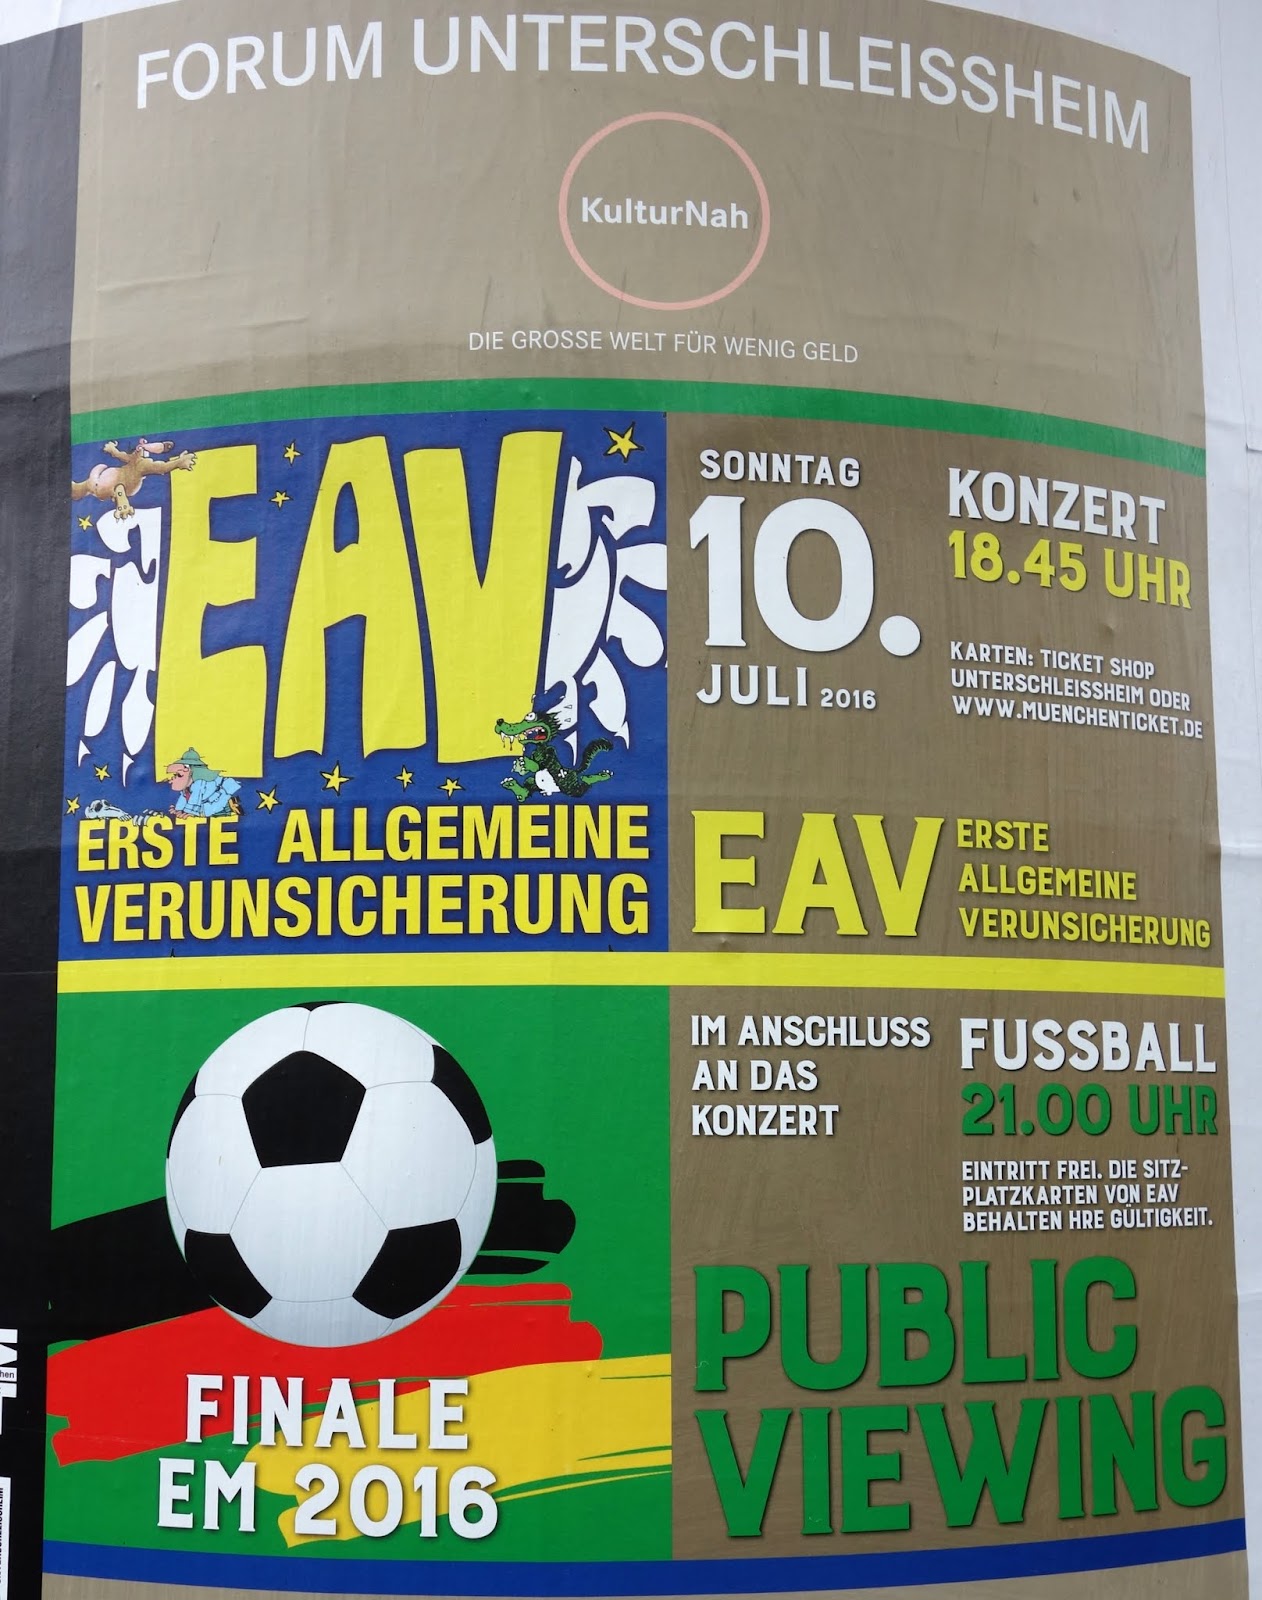 FORUM UNTERSCHLEISSHEIM
KulturNah
DIE GROSSE WELT FÜR WENIG GELD
EAV
ERSTE ALLGEMEINE
VERUNSICHERUNG
SONNTAG
10.
JULI 2016
KONZERT
18.45 UHR
KARTEN: TICKET SHOP
UNTERSCHLEISSHEIM ODER
WWW.MUENCHENTICKET.DE
EAV
ERSTE
ALLGEMEINE
VERUNSICHERUNG
FINALE
EM 2016
IM ANSCHLUSS
AN DAS
KONZERT
FUSSBALL
21.00 UHR
EINTRITT FREI. DIE SITZ-
PLATZKARTEN VON EAV
BEHALTEN HRE GÜLTIGKEIT.
PUBLIC
VIEWING